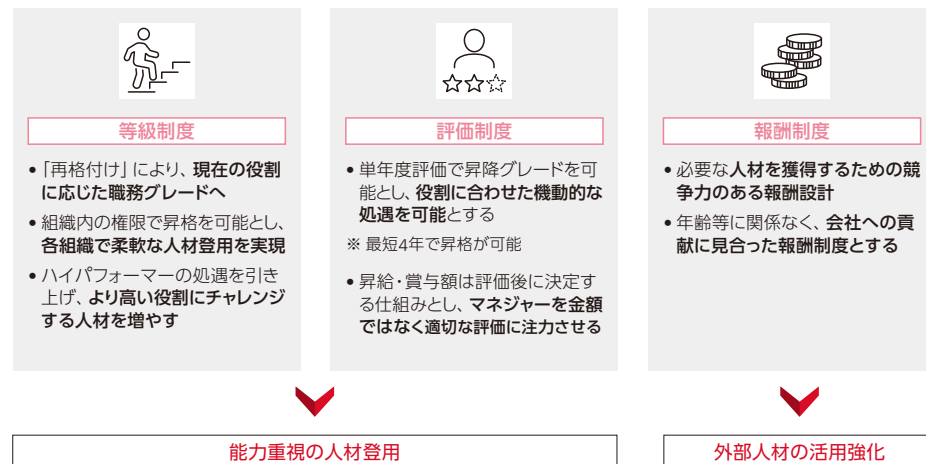 等級制度
• 「再格付け」により、現在の役割
に応じた職務グレードへ
• 組織内の権限で昇格を可能とし、
各組織で柔軟な人材登用を実現
• ハイパフォーマーの処遇を引き
上げ、より高い役割にチャレンジ
する人材を増やす
評価制度
• 単年度評価で昇降グレードを可
能とし、役割に合わせた機動的な
処遇を可能とする
※ 最短4年で昇格が可能
• 昇給・賞与額は評価後に決定す
る仕組みとし、マネジャーを金額
ではなく適切な評価に注力させる
報酬制度
• 必要な人材を獲得するための競
争力のある報酬設計
• 年齢等に関係なく、会社への貢
献に見合った報酬制度とする
能力重視の人材登用
外部人材の活用強化